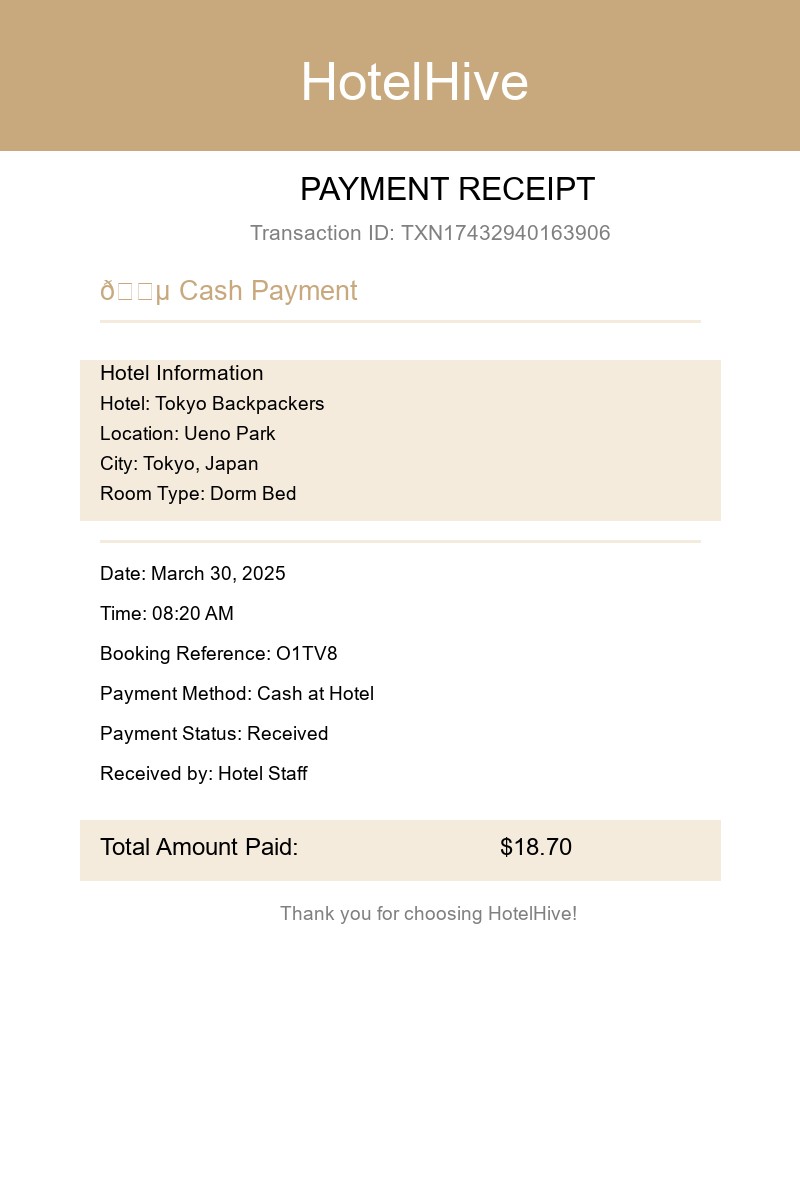 HotelHive
PAYMENT RECEIPT
Transaction ID: TXN17432940163906
ð□□µ Cash Payment
Hotel Information
Hotel: Tokyo Backpackers
Location: Ueno Park
City: Tokyo, Japan
Room Type: Dorm Bed
Date: March 30, 2025
Time: 08:20 AM
Booking Reference: O1TV8
Payment Method: Cash at Hotel
Payment Status: Received
Received by: Hotel Staff
Total Amount Paid: $18.70
Thank you for choosing HotelHive!